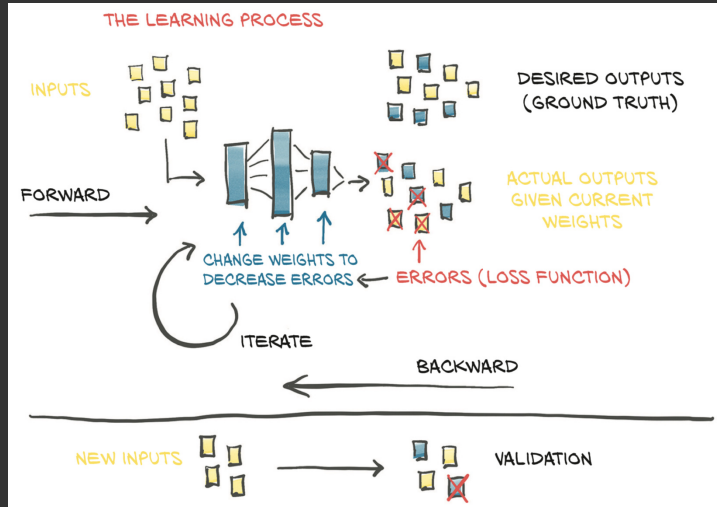 THE LEARNING PROCESS
INPUTS
DESIRED OUTPUTS
(GROUND TRUTH)
FORWARD
ACTUAL OUTPUTS
GIVEN CURRENT
WEIGHTS
CHANGE WEIGHTS TO
DECREASE ERRORS
ERRORS (LOSS FUNCTION)
ITERATE
BACKWARD
NEW INPUTS
VALIDATION